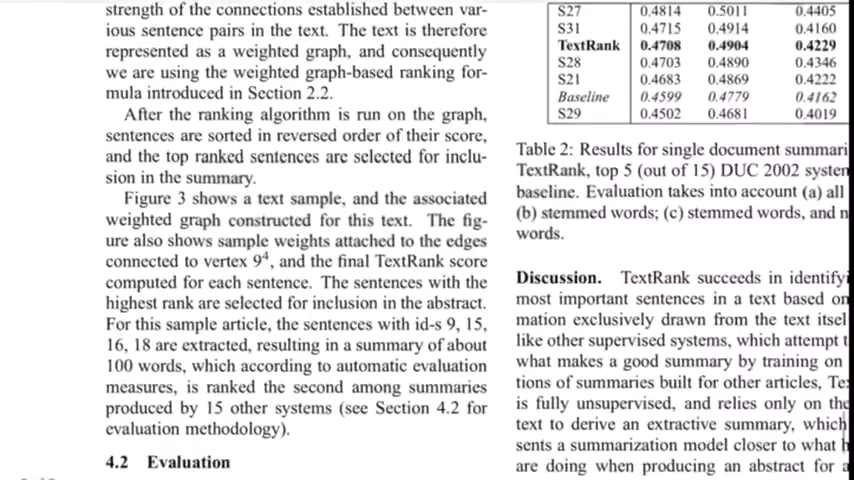 strength of the connections established between var-
ious sentence pairs in the text. The text is therefore
represented as a weighted graph, and consequently
we are using the weighted graph-based ranking for-
mula introduced in Section 2.2.
After the ranking algorithm is run on the graph,
sentences are sorted in reversed order of their score,
and the top ranked sentences are selected for inclu-
sion in the summary.
Figure 3 shows a text sample, and the associated
weighted graph constructed for this text. The fig-
ure also shows sample weights attached to the edges
connected to vertex 9⁴, and the final TextRank score
computed for each sentence. The sentences with the
highest rank are selected for inclusion in the abstract.
For this sample article, the sentences with id-s 9, 15,
16, 18 are extracted, resulting in a summary of about
100 words, which according to automatic evaluation
measures, is ranked the second among summaries
produced by 15 other systems (see Section 4.2 for
evaluation methodology).
4.2 Evaluation
S27 0.4814 0.5011 0.4405
S31 0.4715 0.4914 0.4160
TextRank 0.4708 0.4904 0.4229
S28 0.4703 0.4890 0.4346
S21 0.4683 0.4869 0.4222
Baseline 0.4599 0.4779 0.4162
S29 0.4502 0.4681 0.4019
Table 2: Results for single document summari
TextRank, top 5 (out of 15) DUC 2002 system
baseline. Evaluation takes into account (a) all
(b) stemmed words; (c) stemmed words, and n
words.
Discussion. TextRank succeeds in identifyi
most important sentences in a text based on
mation exclusively drawn from the text itsel
like other supervised systems, which attempt t
what makes a good summary by training on
tions of summaries built for other articles, Te
is fully unsupervised, and relies only on the
text to derive an extractive summary, which
sents a summarization model closer to what h
are doing when producing an abstract for a